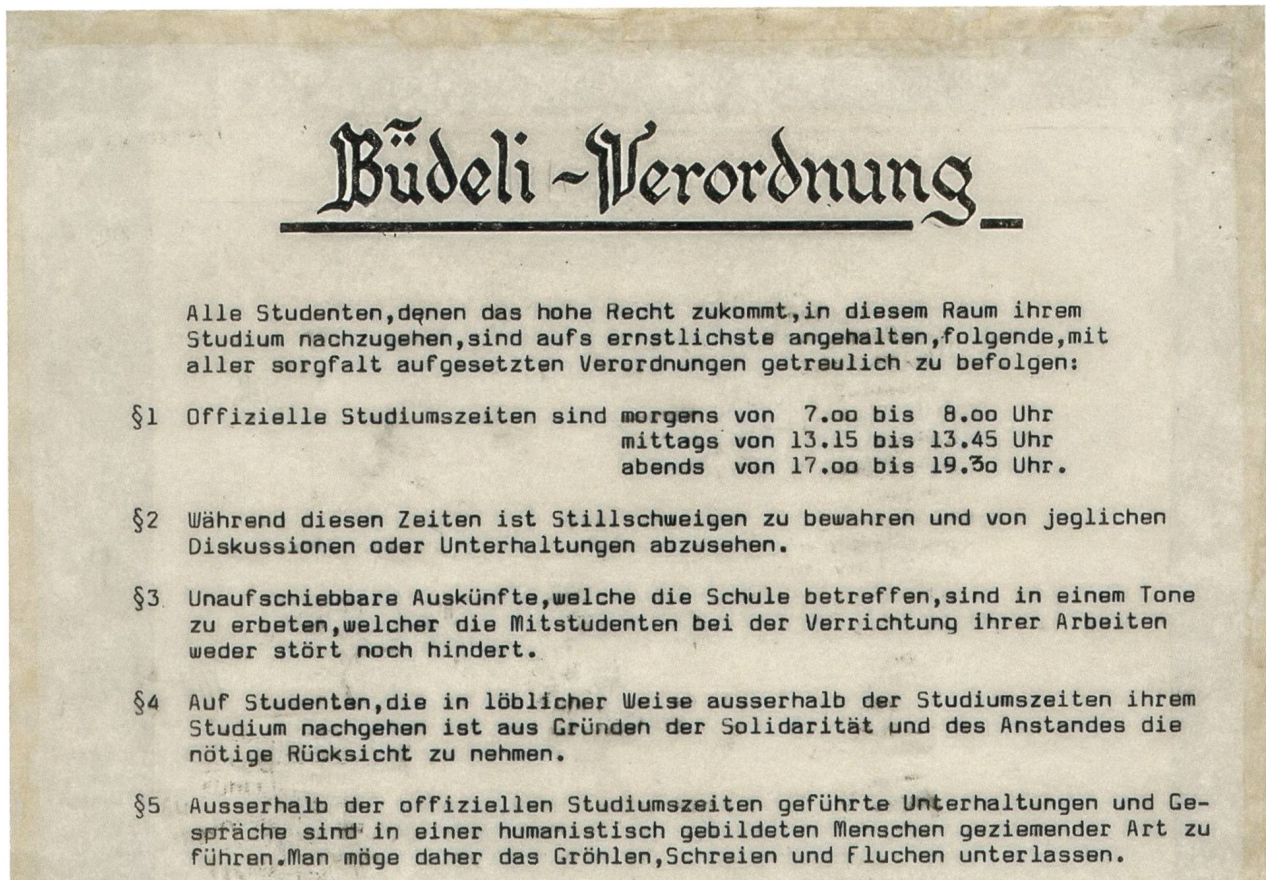 Büdeli-Verordnung
Alle Studenten,denen das hohe Recht zukommt,in diesem Raum ihrem
Studium nachzugehen,sind aufs ernstlichste angehalten,folgende,mit
aller sorgfalt aufgesetzten Verordnungen getreulich zu befolgen:
§1 Offizielle Studiumszeiten sind morgens von 7.oo bis 8.oo Uhr
mittags von 13.15 bis 13.45 Uhr
abends von 17.oo bis 19.3o Uhr.
§2 Während diesen Zeiten ist Stillschweigen zu bewahren und von jeglichen
Diskussionen oder Unterhaltungen abzusehen.
§3 Unaufschiebbare Auskünfte,welche die Schule betreffen,sind in einem Tone
zu erbeten,welcher die Mitstudenten bei der Verrichtung ihrer Arbeiten
weder stört noch hindert.
§4 Auf Studenten,die in löblicher Weise ausserhalb der Studiumszeiten ihrem
Studium nachgehen ist aus Gründen der Solidarität und des Anstandes die
nötige Rücksicht zu nehmen.
§5 Ausserhalb der offiziellen Studiumszeiten geführte Unterhaltungen und Ge-
spräche sind in einer humanistisch gebildeten Menschen geziemender Art zu
führen.Man möge daher das Gröhlen,Schreien und Fluchen unterlassen.